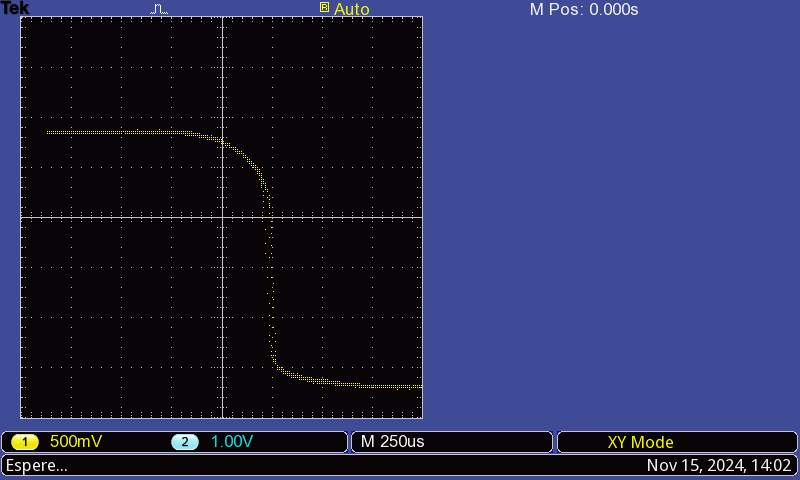 Tek R Auto M Pos: 0.000s
1 500mV 2 1.00V M 250us XY Mode
Espere... Nov 15, 2024, 14:02